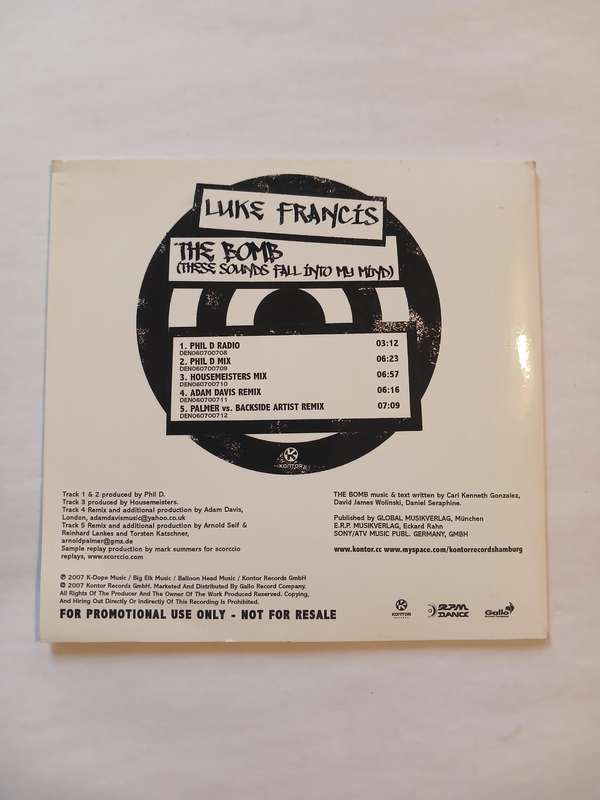 LUKE FRANCIS
THE BOMB
(THESE SOUNDS FALL INTO MY MIND)
1. PHIL D RADIO 03:12
DEN060700708
2. PHIL D MIX 06:23
DEN060700709
3. HOUSEMEISTERS MIX 06:57
DEN060700710
4. ADAM DAVIS REMIX 06:16
DEN060700711
5. PALMER vs. BACKSIDE ARTIST REMIX 07:09
DEN060700712
KONTOR
Track 1 & 2 produced by Phil D.
Track 3 produced by Housemeisters.
Track 4 Remix and additional production by Adam Davis,
London, adamdavismusic@yahoo.co.uk
Track 5 Remix and additional production by Arnold Seif &
Reinhard Lankes and Torsten Katschner,
arnoldpalmer@gmx.de
Sample replay production by mark summers for scorccio
replays, www.scorccio.com
THE BOMB music & text written by Carl Kenneth Gonzalez,
David James Wolinski, Daniel Seraphine.
Published by GLOBAL MUSIKVERLAG, München
E.R.P. MUSIKVERLAG, Eckard Rahn
SONY/ATV MUSIC PUBL. GERMANY, GMBH
www.kontor.cc www.myspace.com/kontorrecordshamburg
℗ 2007 K-Dope Music / Big Elk Music / Balloon Head Music / Kontor Records GmbH
© 2007 Kontor Records GmbH. Marketed And Distributed By Gallo Record Company.
All Rights Of The Producer And The Owner Of The Work Produced Reserved. Copying,
And Hiring Out Directly Or Indirectly Of This Recording Is Prohibited.
FOR PROMOTIONAL USE ONLY - NOT FOR RESALE
KONTOR
RECORDS
RPM
DANCE
Gallo